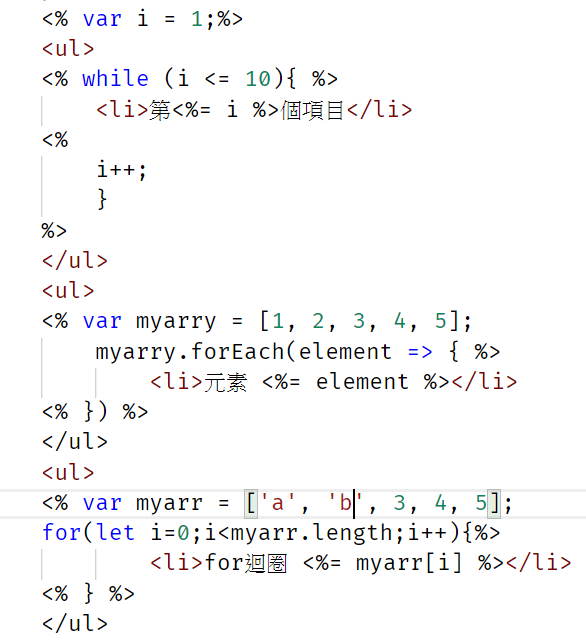 <% var i = 1;%>
<ul>
<% while (i <= 10){ %>
    <li>第<%= i %>個項目</li>
<%
    i++;
    }
%>
</ul>
<ul>
<% var myarry = [1, 2, 3, 4, 5];
    myarry.forEach(element => { %>
        <li>元素 <%= element %></li>
<% }) %>
</ul>
<ul>
<% var myarr = ['a', 'b', 3, 4, 5];
for(let i=0;i<myarr.length;i++){%>
        <li>for迴圈 <%= myarr[i] %></li>
<% } %>
</ul>